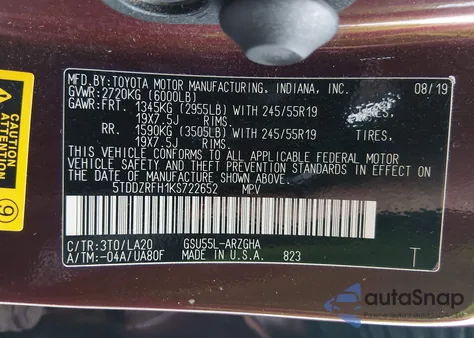 MFD.BY:TOYOTA MOTOR MANUFACTURING, INDIANA, INC. 08/19
GVWR: 2720KG (6000LB)
GAWR:FRT. 1345KG (2955LB) WITH 245/55R19 TIRES,
19X7.5J RIMS
RR. 1590KG (3505LB) WITH 245/55R19 TIRES,
19X7.5J RIMS
THIS VEHICLE CONFORMS TO ALL APPLICABLE FEDERAL MOTOR
VEHICLE SAFETY AND THEFT PREVENTION STANDARDS IN EFFECT ON
THE DATE OF MANUFACTURE SHOWN ABOVE.
5TDDZRFH1KS722652 MPV
C/TR:3T0/LA20 GSU55L-ARZGHA
A/TM:-04A/UA80F MADE IN U.S.A. 823 T
CAUTION
ATTENTION
9
autoSnap